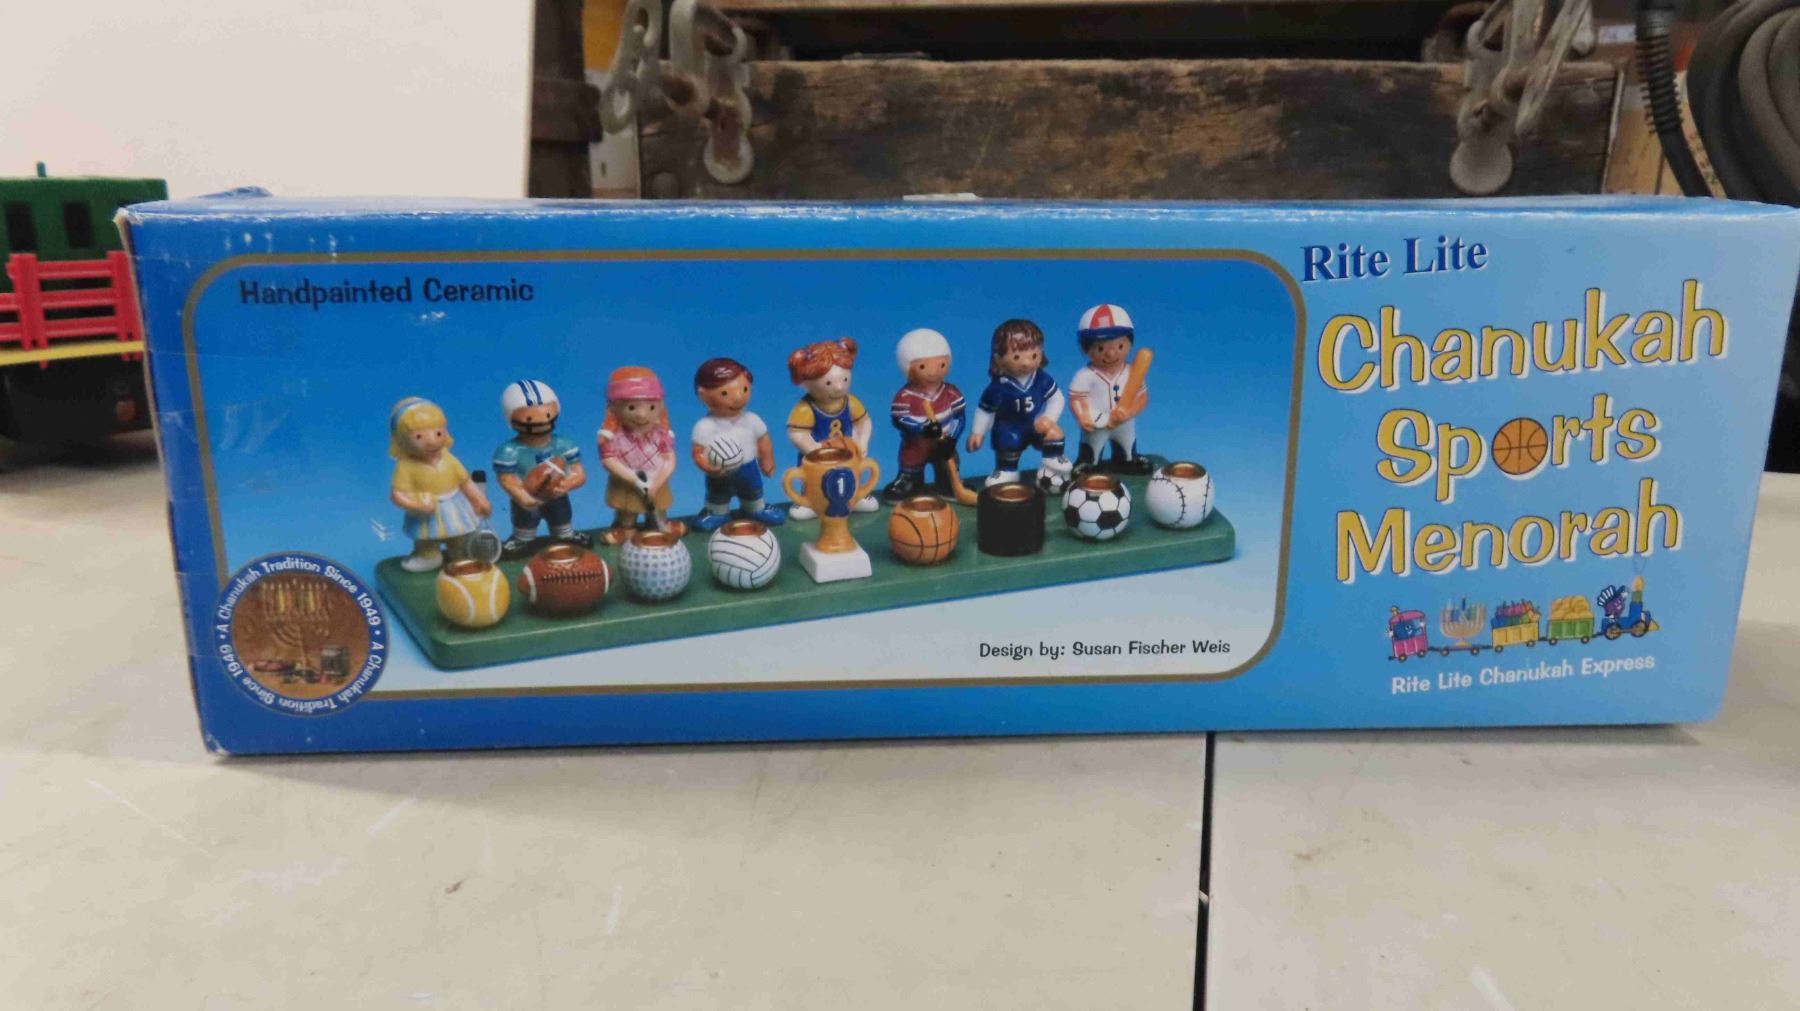 Handpainted Ceramic
Rite Lite
Chanukah
Sports
Menorah
8
15
1
Design by: Susan Fischer Weis
A Chanukah Tradition Since 1949 • A Chanukah Tradition Since 1949 •
Rite Lite Chanukah Express